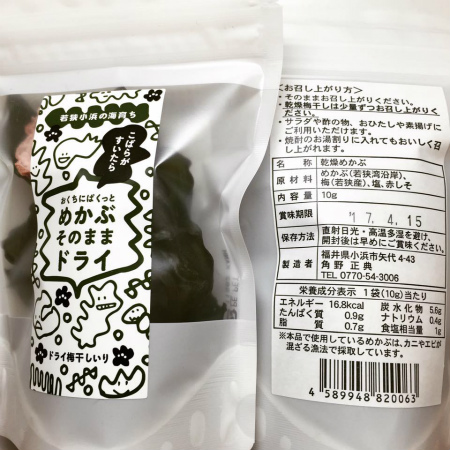 若狭小浜の海育ち
こばらが
すいたら
おくちにぱくっと
めかぶ
そのまま
ドライ
ドライ梅干しいり
<お召し上がり方>
・そのままお召し上がりください。
・乾燥梅干しは少量ずつお召し上がりく
ださい。
・サラダや酢の物、おひたしや素揚げに
ご利用いただけます。
・焼酎のお湯割りに入れてもおいしく召
し上がれます。
名称 乾燥めかぶ
原材料 めかぶ(若狭湾沿岸)、
梅(若狭産)、塩、赤しそ
内容量 10g
賞味期限 '17.4.15
保存方法 直射日光・高温多湿を避け、
開封後は早めにご賞味ください。
製造者 福井県小浜市矢代 4-43
角野 正典
TEL 0770-54-3006
栄養成分表示 1袋(10g)当たり
エネルギー 16,8kcal 炭水化物 5.6g
たんぱく質 0.9g ナトリウム 0.4g
脂質 0.7g 食塩相当量 1g
※本品で使用しているめかぶは、カニやエビが
混ざる漁法で採取しています。
4 589948 820063